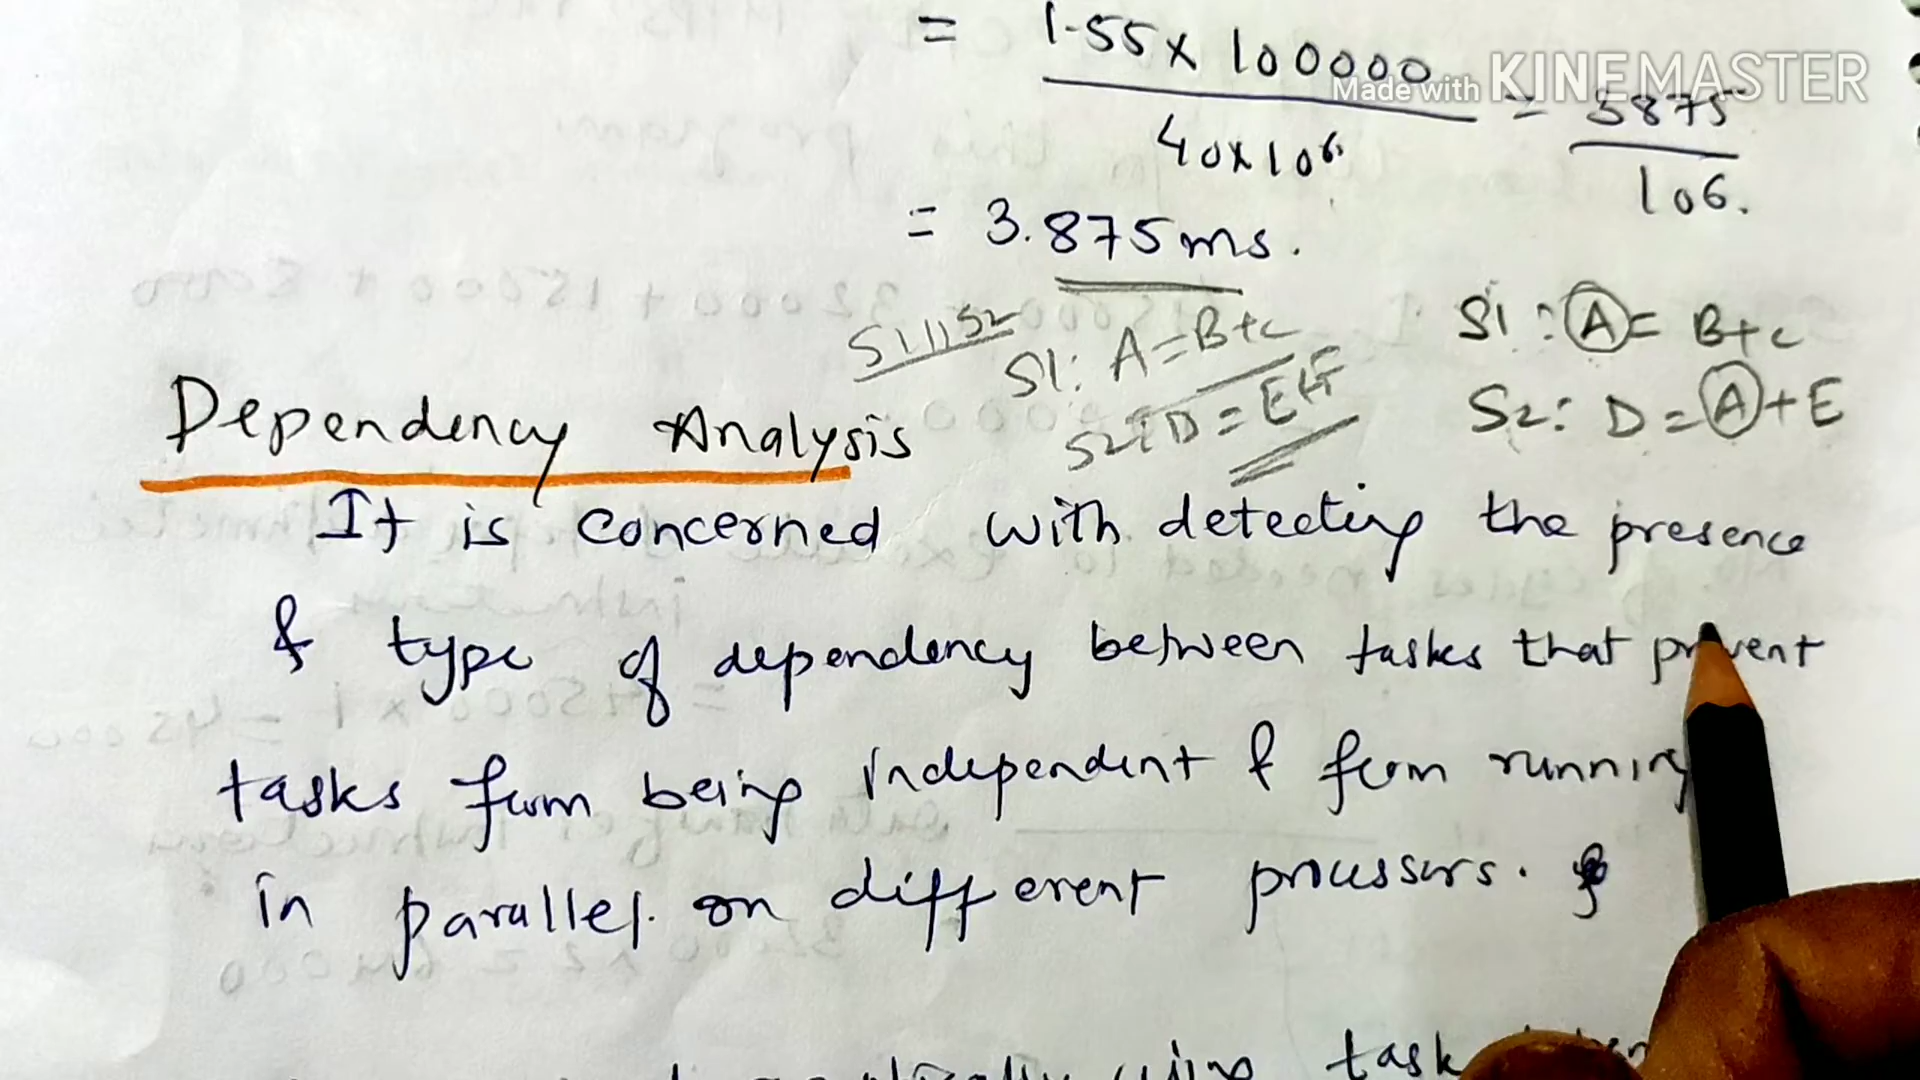 = 1.55 x 100000
40x10⁶
= 3875
10⁶.
Made with KINEMASTER
= 3.875ms.
S1 || S2
S1: A=B+C
S2: D=E+F
S1: A= B+C
S2: D=A+E
Dependency Analysis
It is concerned with detecting the presence
& type of dependency between tasks that prevent
tasks from being independent & from running
in parallel. on different processors.
using task